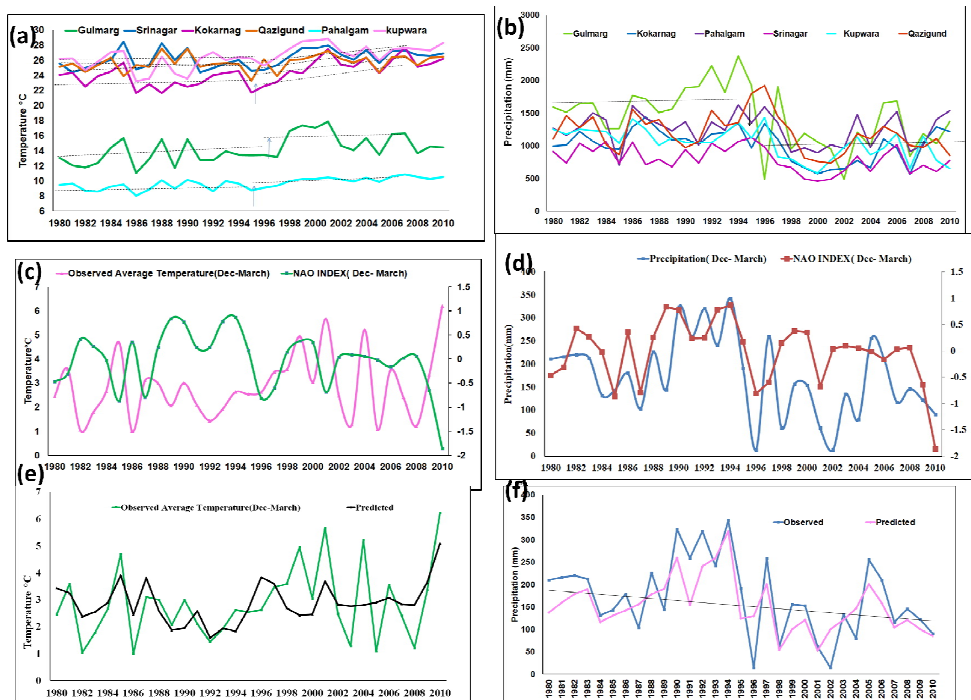 (a)
Gulmarg Srinagar Kokarnag Qazigund Pahalgam kupwara
Temperature °C
30
28
26
24
22
20
18
16
14
12
10
8
6
1980 1982 1984 1986 1988 1990 1992 1994 1996 1998 2000 2002 2004 2006 2008 2010
(b)
Gulmarg Kokarnag Pahalgam Srinagar Kupwara Qazigund
Precipitation (mm)
3000
2500
2000
1500
1000
500
0
1980 1982 1984 1986 1988 1990 1992 1994 1996 1998 2000 2002 2004 2006 2008 2010
(c)
Observed Average Temperature(Dec-March) NAO INDEX( Dec- March)
Temperature°C
7
6
5
4
3
2
1
0
1.5
1
0.5
0
-0.5
-1
-1.5
-2
1980 1982 1984 1986 1988 1990 1992 1994 1996 1998 2000 2002 2004 2006 2008 2010
(d)
Precipitation( Dec- March) NAO INDEX( Dec- March)
Precipitation(mm)
400
350
300
250
200
150
100
50
0
1.5
1
0.5
0
-0.5
-1
-1.5
-2
1980 1982 1984 1986 1988 1990 1992 1994 1996 1998 2000 2002 2004 2006 2008 2010
(e)
Observed Average Temperature(Dec-March) Predicted
Temperature °C
7
6
5
4
3
2
1
0
1980 1982 1984 1986 1988 1990 1992 1994 1996 1998 2000 2002 2004 2006 2008 2010
(f)
Observed Predicted
Precipitation (mm)
400
350
300
250
200
150
100
50
0
1980 1981 1982 1983 1984 1985 1986 1987 1988 1989 1990 1991 1992 1993 1994 1995 1996 1997 1998 1999 2000 2001 2002 2003 2004 2005 2006 2007 2008 2009 2010